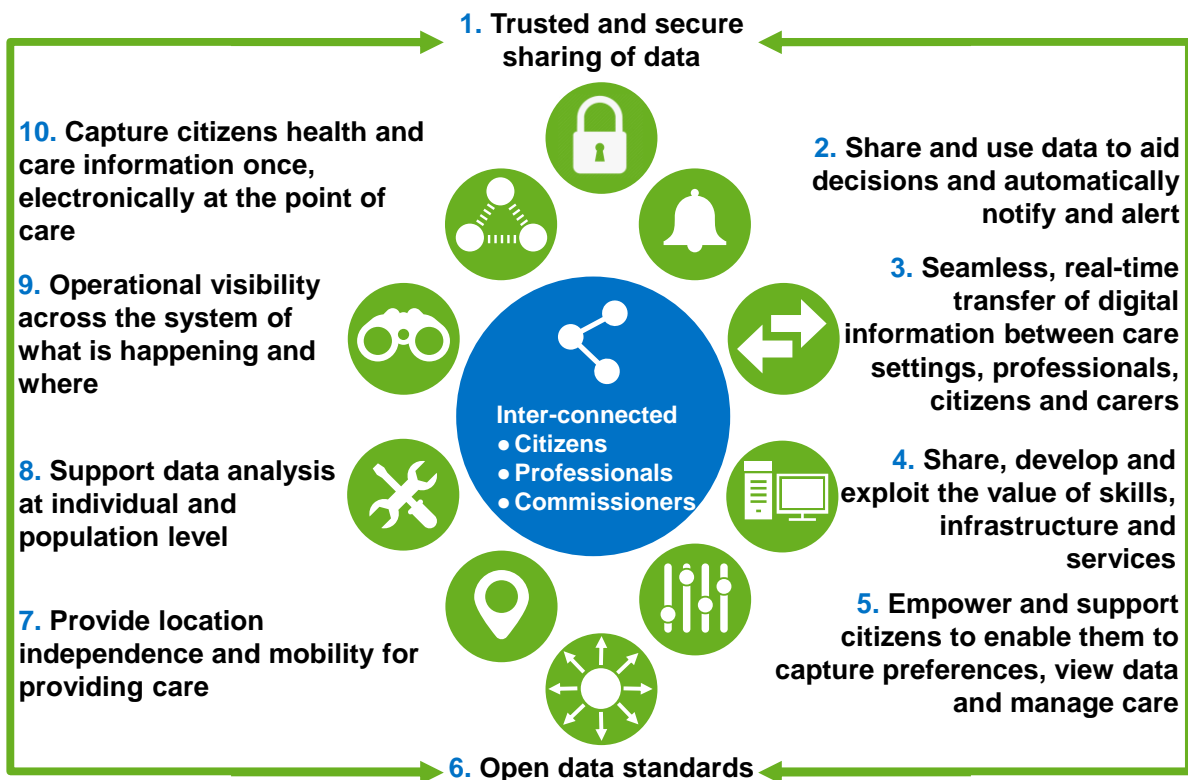 1. Trusted and secure
sharing of data
2. Share and use data to aid
decisions and automatically
notify and alert
3. Seamless, real-time
transfer of digital
information between care
settings, professionals,
citizens and carers
4. Share, develop and
exploit the value of skills,
infrastructure and
services
5. Empower and support
citizens to enable them to
capture preferences, view data
and manage care
6. Open data standards
7. Provide location
independence and mobility for
providing care
8. Support data analysis
at individual and
population level
9. Operational visibility
across the system of
what is happening and
where
10. Capture citizens health and
care information once,
electronically at the point of
care
Inter-connected
● Citizens
● Professionals
● Commissioners